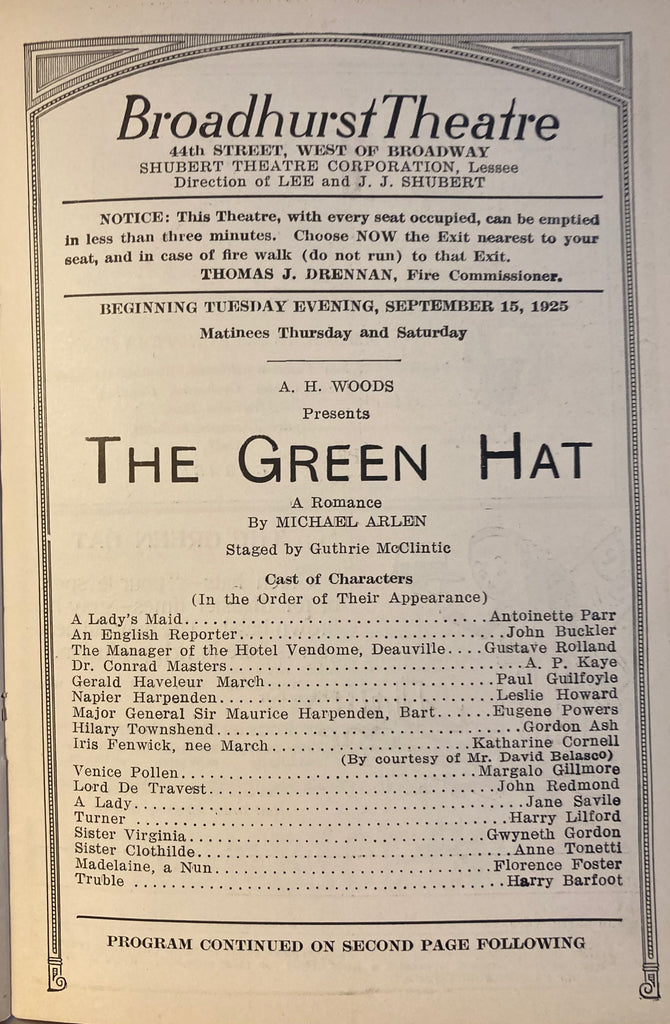 Broadhurst Theatre
44th STREET, WEST OF BROADWAY
SHUBERT THEATRE CORPORATION, Lessee
Direction of LEE and J. J. SHUBERT
NOTICE: This Theatre, with every seat occupied, can be emptied
in less than three minutes. Choose NOW the Exit nearest to your
seat, and in case of fire walk (do not run) to that Exit.
THOMAS J. DRENNAN, Fire Commissioner.
BEGINNING TUESDAY EVENING, SEPTEMBER 15, 1925
Matinees Thursday and Saturday
A. H. WOODS
Presents
THE GREEN HAT
A Romance
By MICHAEL ARLEN
Staged by Guthrie McClintic
Cast of Characters
(In the Order of Their Appearance)
A Lady's Maid................................Antoinette Parr
An English Reporter............................John Buckler
The Manager of the Hotel Vendome, Deauville....Gustave Rolland
Dr. Conrad Masters................................A. P. Kaye
Gerald Haveleur March...........................Paul Guilfoyle
Napier Harpenden................................Leslie Howard
Major General Sir Maurice Harpenden, Bart......Eugene Powers
Hilary Townshend...................................Gordon Ash
Iris Fenwick, nee March.......................Katharine Cornell
(By courtesy of Mr. David Belasco)
Venice Pollen.................................Margalo Gillmore
Lord De Travest..................................John Redmond
A Lady.............................................Jane Savile
Turner ..........................................Harry Lilford
Sister Virginia................................Gwyneth Gordon
Sister Clothilde..................................Anne Tonetti
Madelaine, a Nun...............................Florence Foster
Truble ..........................................Harry Barfoot
PROGRAM CONTINUED ON SECOND PAGE FOLLOWING